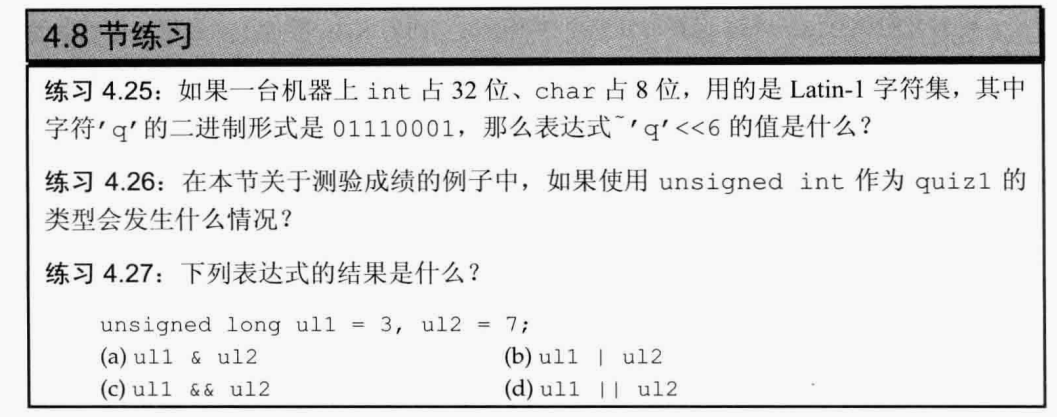 4.8 节练习
练习 4.25：如果一台机器上 int 占 32 位、char 占 8 位，用的是 Latin-1 字符集，其中
字符'q'的二进制形式是 01110001，那么表达式~'q'<<6 的值是什么？
练习 4.26：在本节关于测验成绩的例子中，如果使用 unsigned int 作为 quiz1 的
类型会发生什么情况？
练习 4.27：下列表达式的结果是什么？
unsigned long ul1 = 3, ul2 = 7;
(a) ul1 & ul2 (b) ul1 | ul2
(c) ul1 && ul2 (d) ul1 || ul2